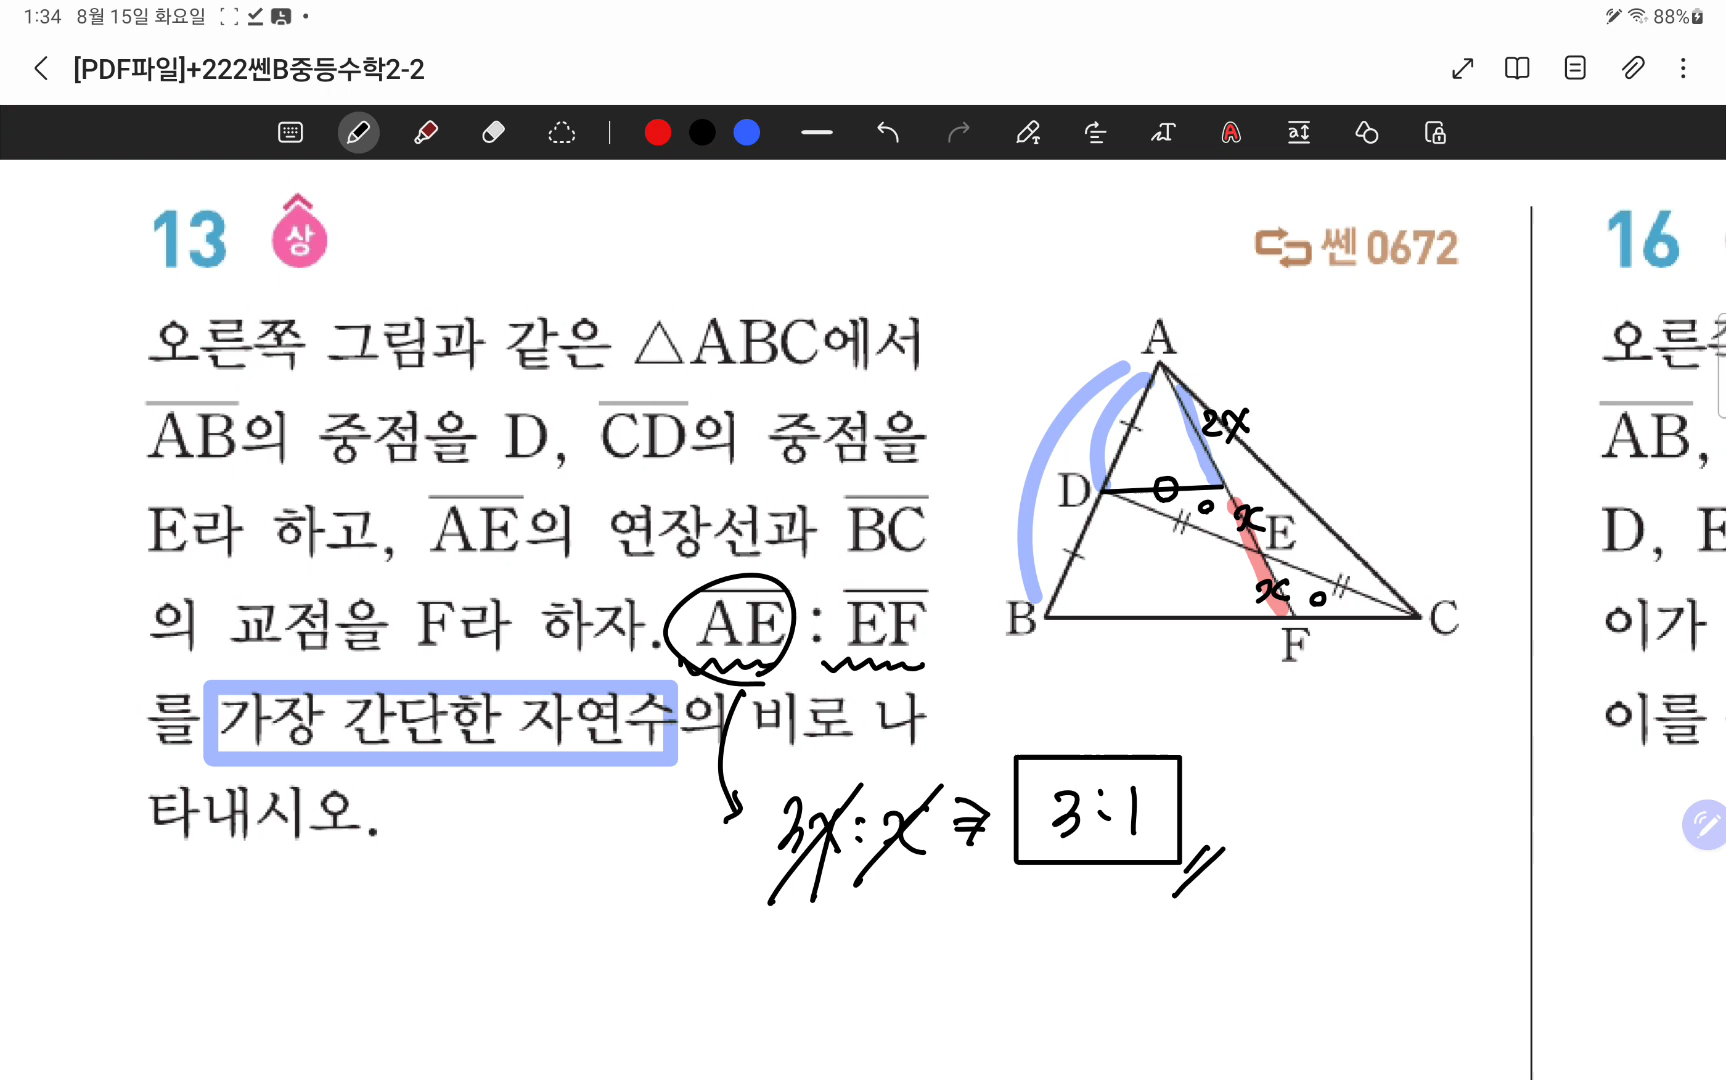 1:34 8월 15일 화요일
88%
[PDF파일]+222쎈B중등수학2-2
13 상
쎈 0672
오른쪽 그림과 같은 △ABC에서
AB의 중점을 D, CD의 중점을
E라 하고, AE의 연장선과 BC
의 교점을 F라 하자. AE : EF
를 가장 간단한 자연수의 비로 나
타내시오.
A
2x
D
x
E
x
B
F
C
3x : x ⇒ 3 : 1
16
오른
AB,
D, E
이가
이를